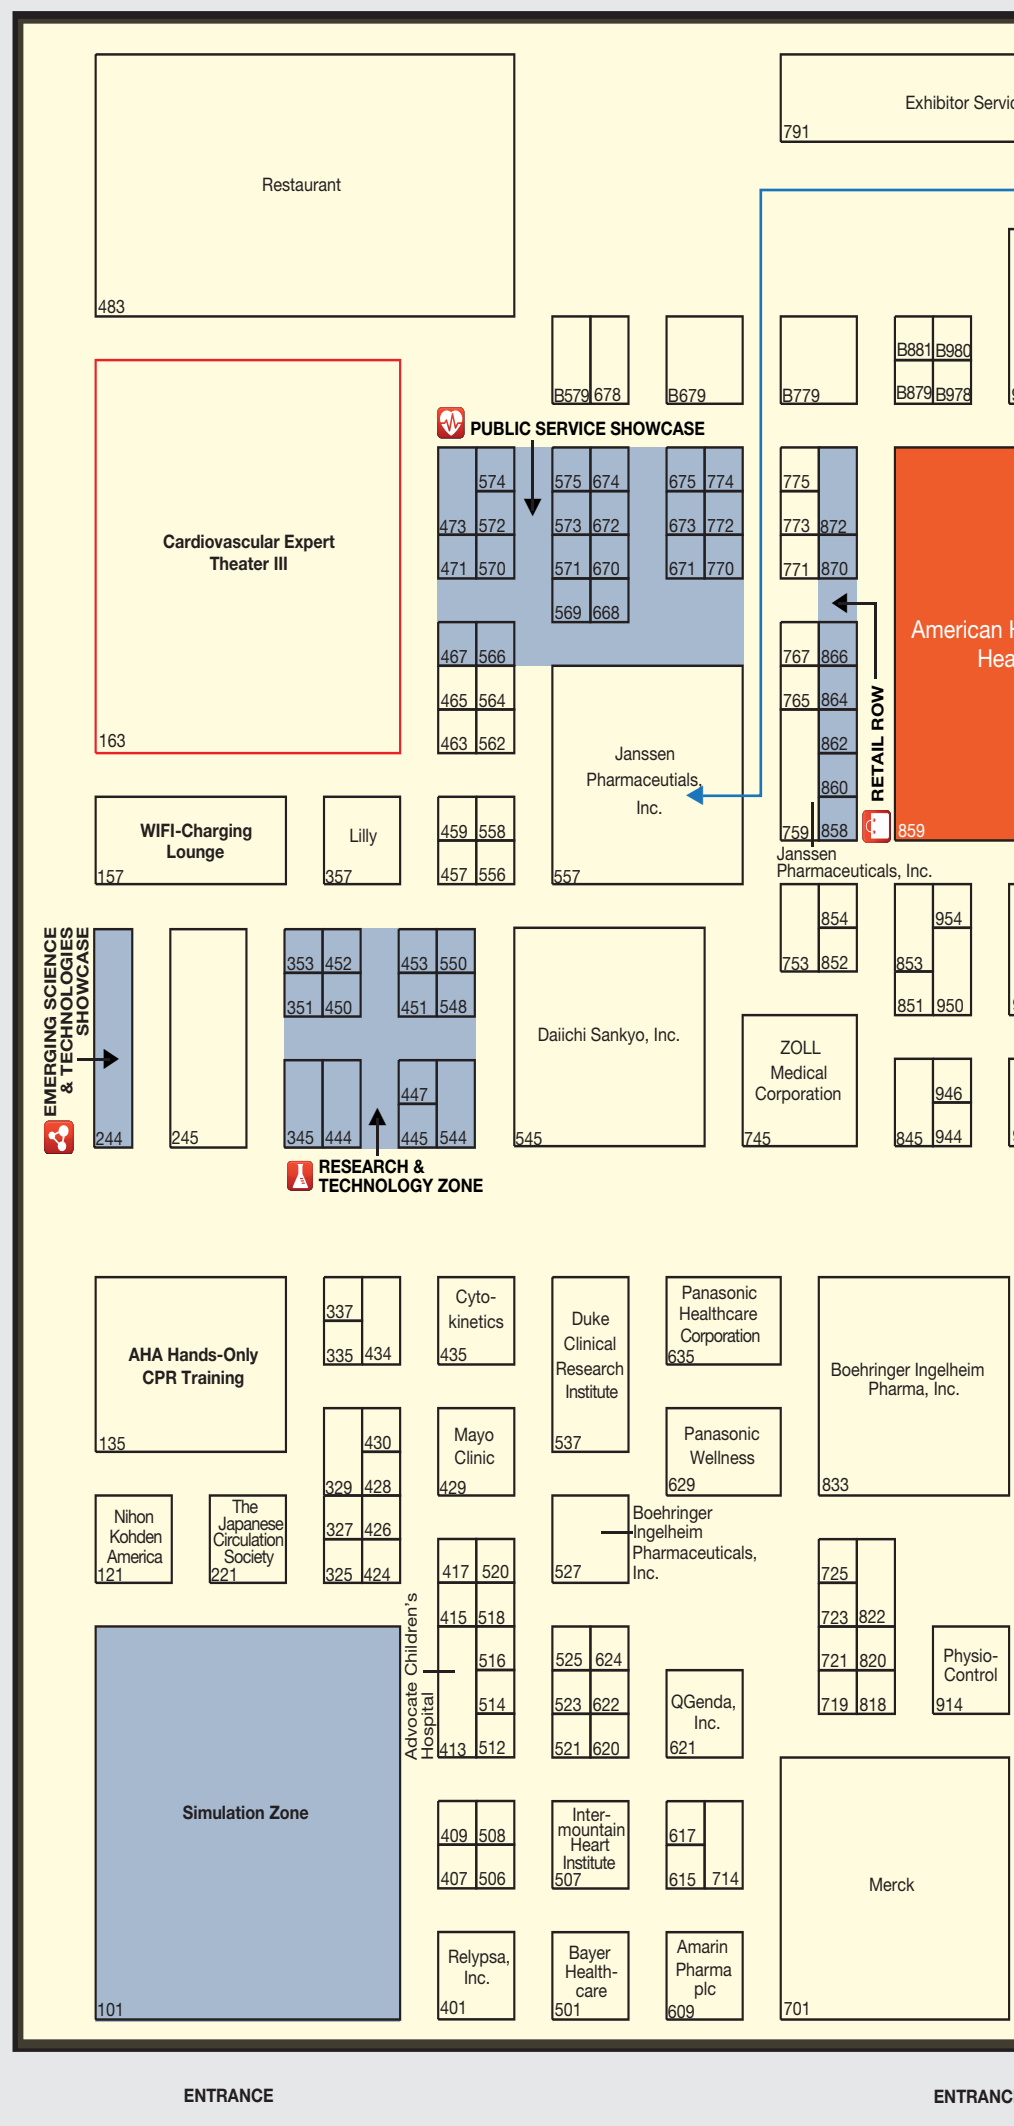 Exhibitor Servic
791
Restaurant
483
B881 B980
B579 678
B679
B779
B879 B978
PUBLIC SERVICE SHOWCASE
574
575 674
675 774
775
473 572
573 672
673 772
773 872
Cardiovascular Expert
Theater III
471 570
571 670
671 770
771 870
569 668
American H
Hea
467 566
767 866
465 564
765 864
163
463 562
862
RETAIL ROW
Janssen
Pharmaceutials,
Inc.
860
WIFI-Charging
Lounge
157
Lilly
357
459 558
759 858
859
Janssen
Pharmaceuticals, Inc.
457 556
557
854
954
EMERGING SCIENCE
& TECHNOLOGIES
SHOWCASE
353 452
453 550
753 852
853
351 450
451 548
851 950
Daiichi Sankyo, Inc.
ZOLL
Medical
Corporation
447
946
244
245
345 444
445 544
545
745
845 944
RESEARCH &
TECHNOLOGY ZONE
337
Cyto-
kinetics
435
Duke
Clinical
Research
Institute
537
Panasonic
Healthcare
Corporation
635
AHA Hands-Only
CPR Training
135
335 434
Boehringer Ingelheim
Pharma, Inc.
833
430
Mayo
Clinic
429
Panasonic
Wellness
629
329 428
Nihon
Kohden
America
121
The
Japanese
Circulation
Society
221
327 426
Boehringer
Ingelheim
Pharmaceuticals,
Inc.
527
325 424
417 520
725
415 518
723 822
Advocate Children's
Hospital
516
525 624
721 820
Physio-
Control
914
514
523 622
QGenda,
Inc.
621
719 818
413 512
521 620
Simulation Zone
101
409 508
Inter-
mountain
Heart
Institute
507
617
407 506
615 714
Merck
701
Relypsa,
Inc.
401
Bayer
Health-
care
501
Amarin
Pharma
plc
609
ENTRANCE
ENTRANC